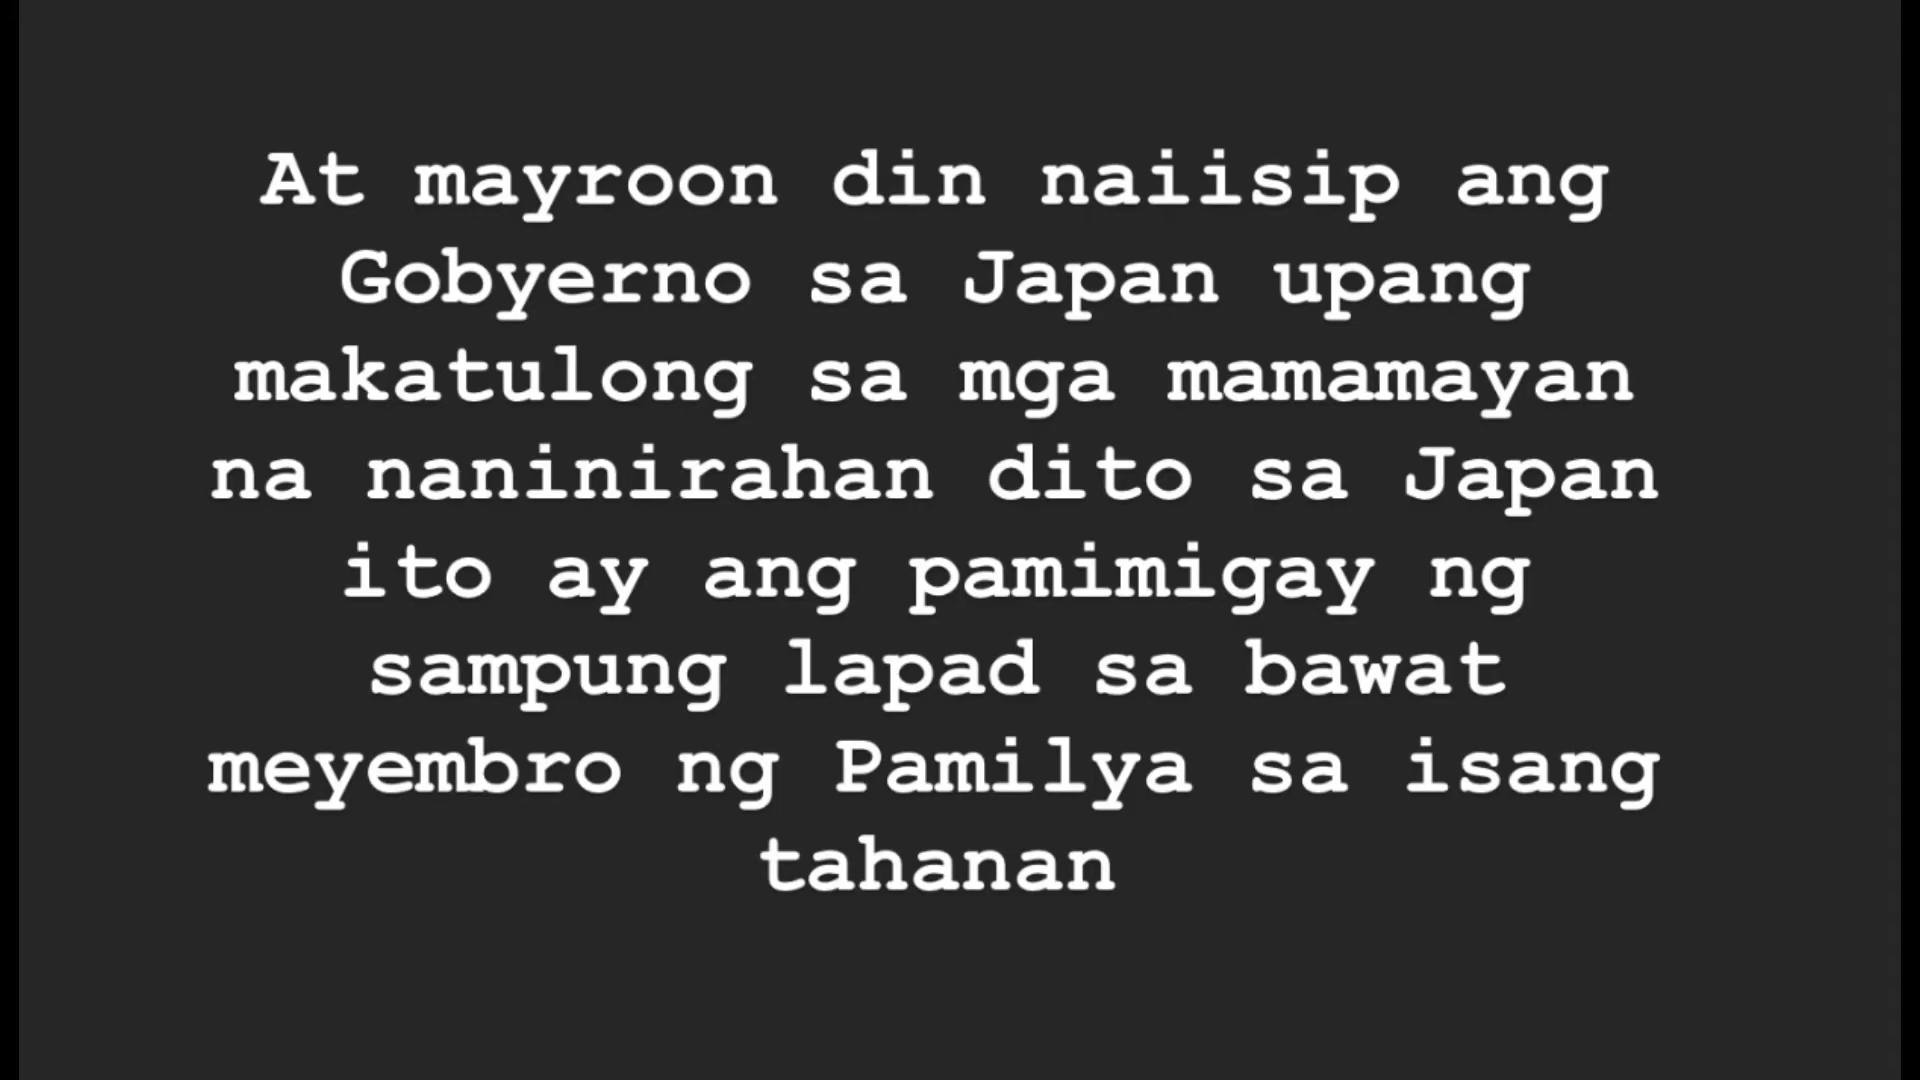 At mayroon din naiisip ang
Gobyerno sa Japan upang
makatulong sa mga mamamayan
na naninirahan dito sa Japan
ito ay ang pamimigay ng
sampung lapad sa bawat
meyembro ng Pamilya sa isang
tahanan